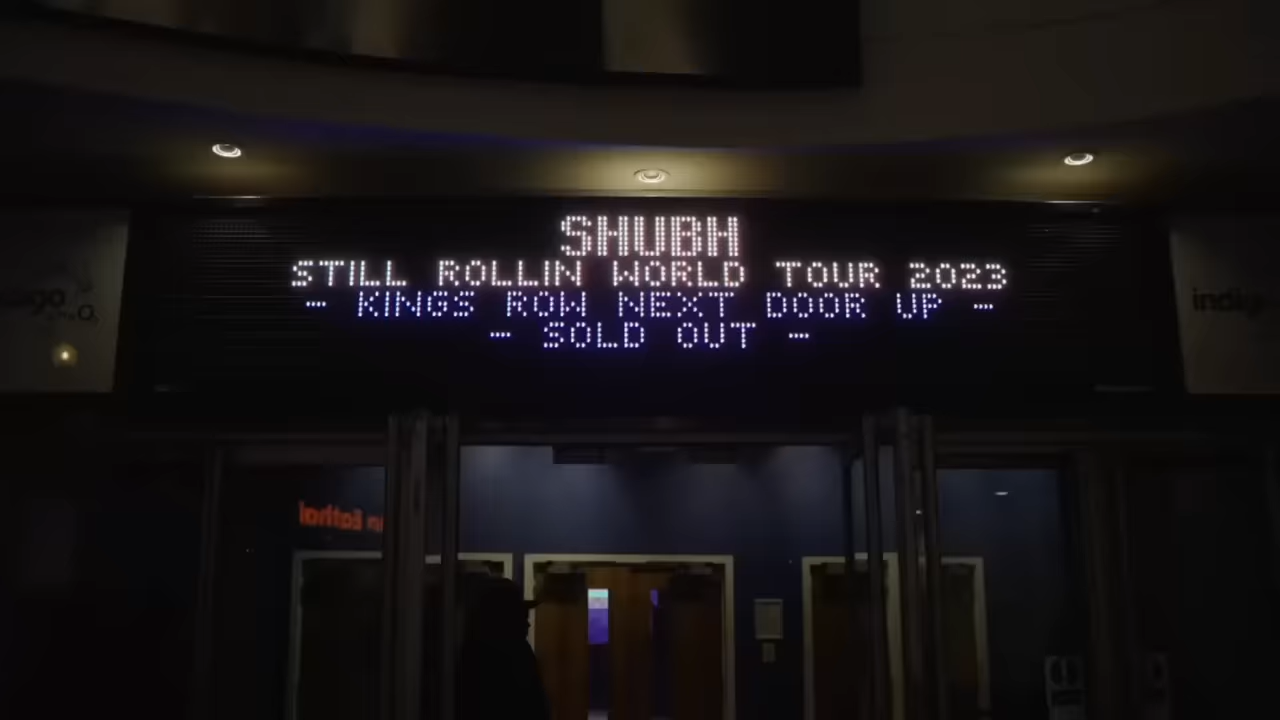 SHUBH
STILL ROLLIN WORLD TOUR 2023
- KINGS ROW NEXT DOOR UP -
- SOLD OUT -